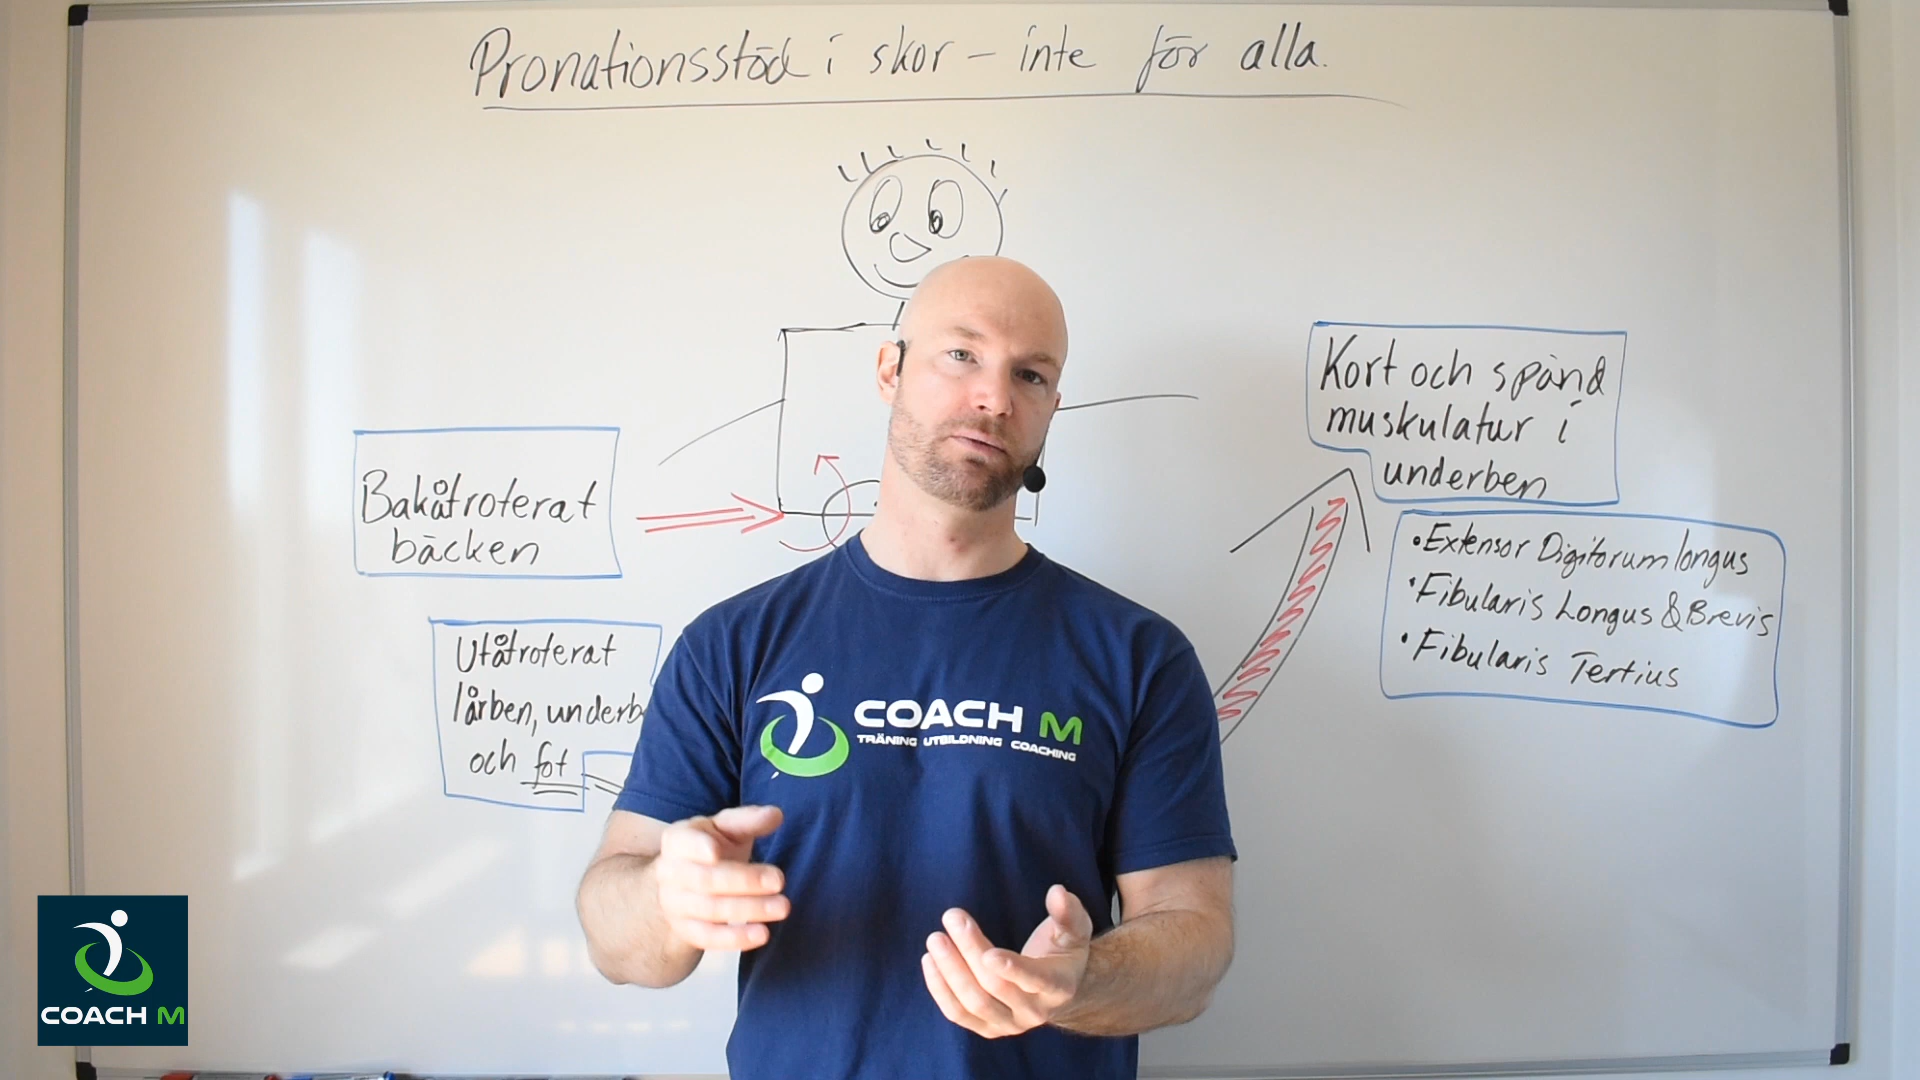 Pronationsstöd i skor – inte för alla.
Bakåtroterat
bäcken
Utåtroterat
lårben, underb
och fot
Kort och spänd
muskulatur i
underben
• Extensor Digitorum longus
• Fibularis Longus & Brevis
• Fibularis Tertius
COACH M
TRÄNING UTBILDNING COACHING
COACH M